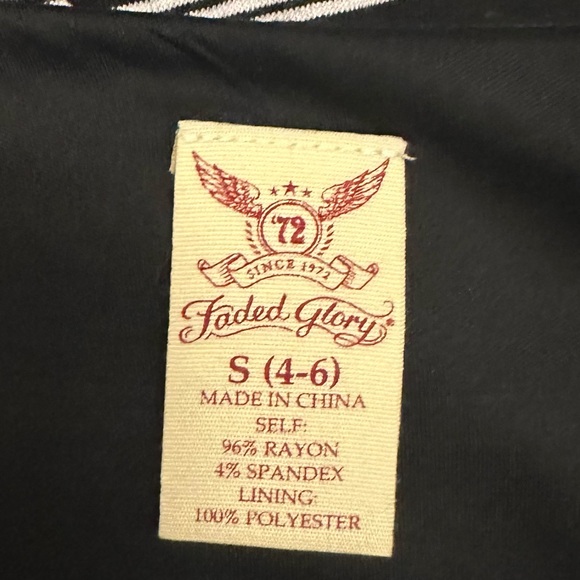 '72
SINCE 1972
Faded Glory®
S (4-6)
MADE IN CHINA
SELF:
96% RAYON
4% SPANDEX
LINING:
100% POLYESTER